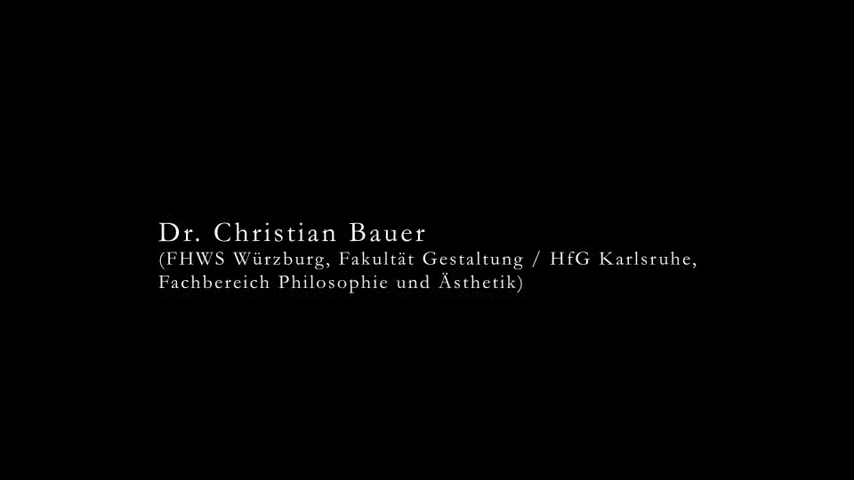 Dr. Christian Bauer
(FHWS Würzburg, Fakultät Gestaltung / HfG Karlsruhe,
Fachbereich Philosophie und Ästhetik)